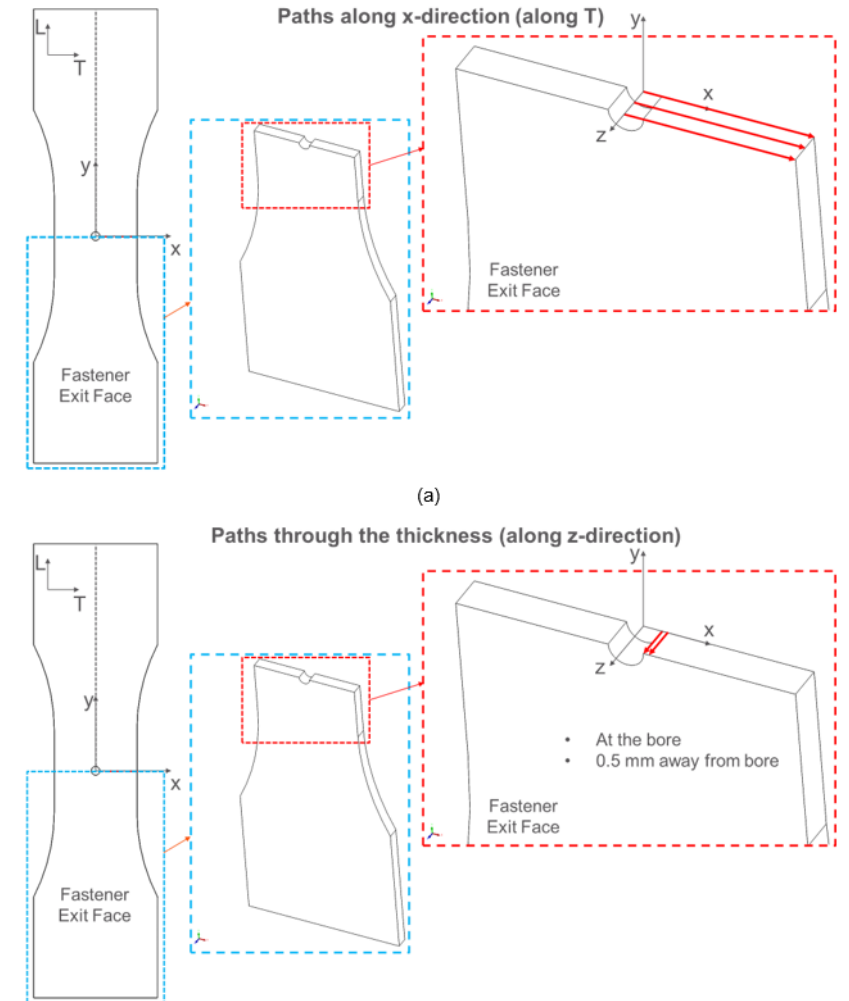 Paths along x-direction (along T)
L
T
y
x
Fastener
Exit Face
y
x
z
Fastener
Exit Face
(a)
Paths through the thickness (along z-direction)
L
T
y
x
Fastener
Exit Face
y
x
z
• At the bore
• 0.5 mm away from bore
Fastener
Exit Face